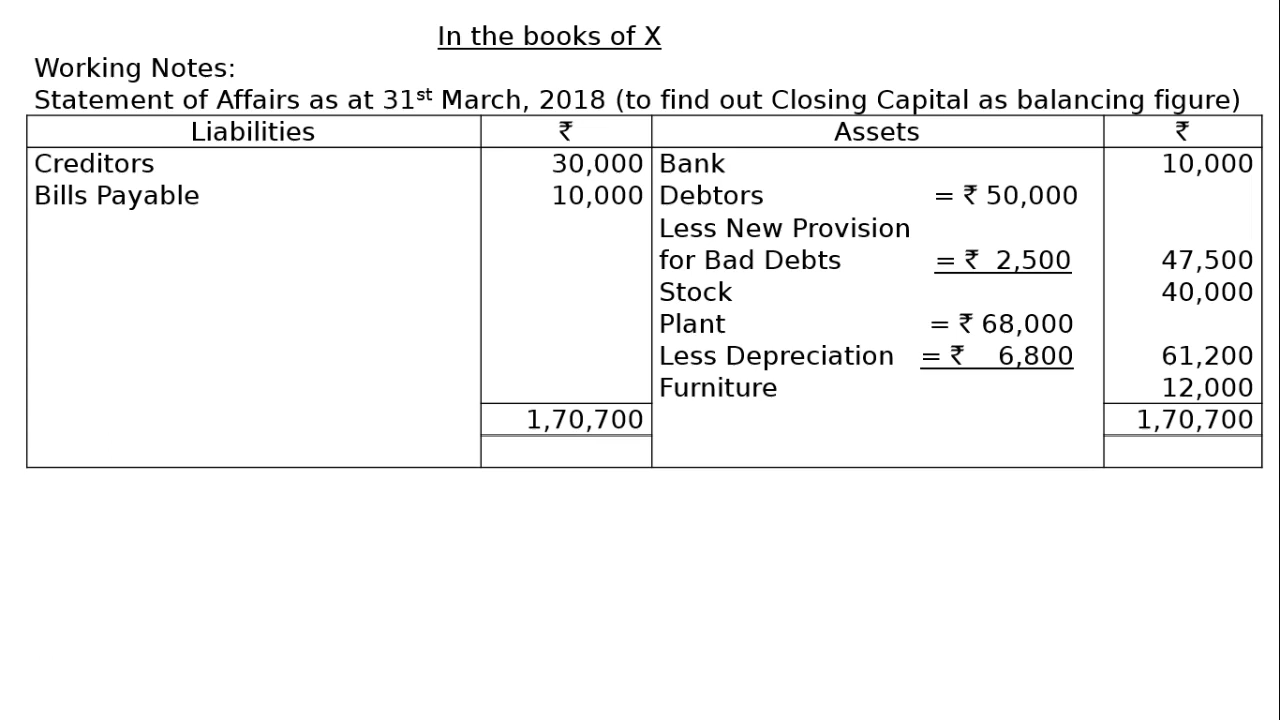 In the books of X
Working Notes:
Statement of Affairs as at 31st March, 2018 (to find out Closing Capital as balancing figure)
Liabilities ₹ Assets ₹
Creditors 30,000 Bank 10,000
Bills Payable 10,000 Debtors = ₹ 50,000
Less New Provision
for Bad Debts = ₹ 2,500 47,500
Stock 40,000
Plant = ₹ 68,000
Less Depreciation = ₹ 6,800 61,200
Furniture 12,000
1,70,700 1,70,700